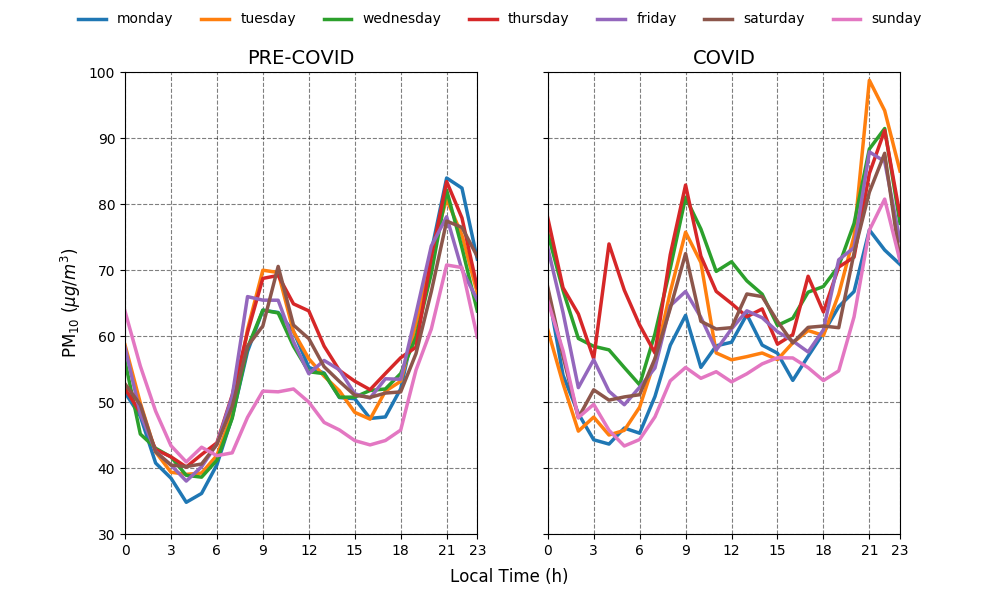 monday tuesday wednesday thursday friday saturday sunday
PRE-COVID COVID
PM₁₀ (μg/m³)
100
90
80
70
60
50
40
30
0 3 6 9 12 15 18 21 23 0 3 6 9 12 15 18 21 23
Local Time (h)